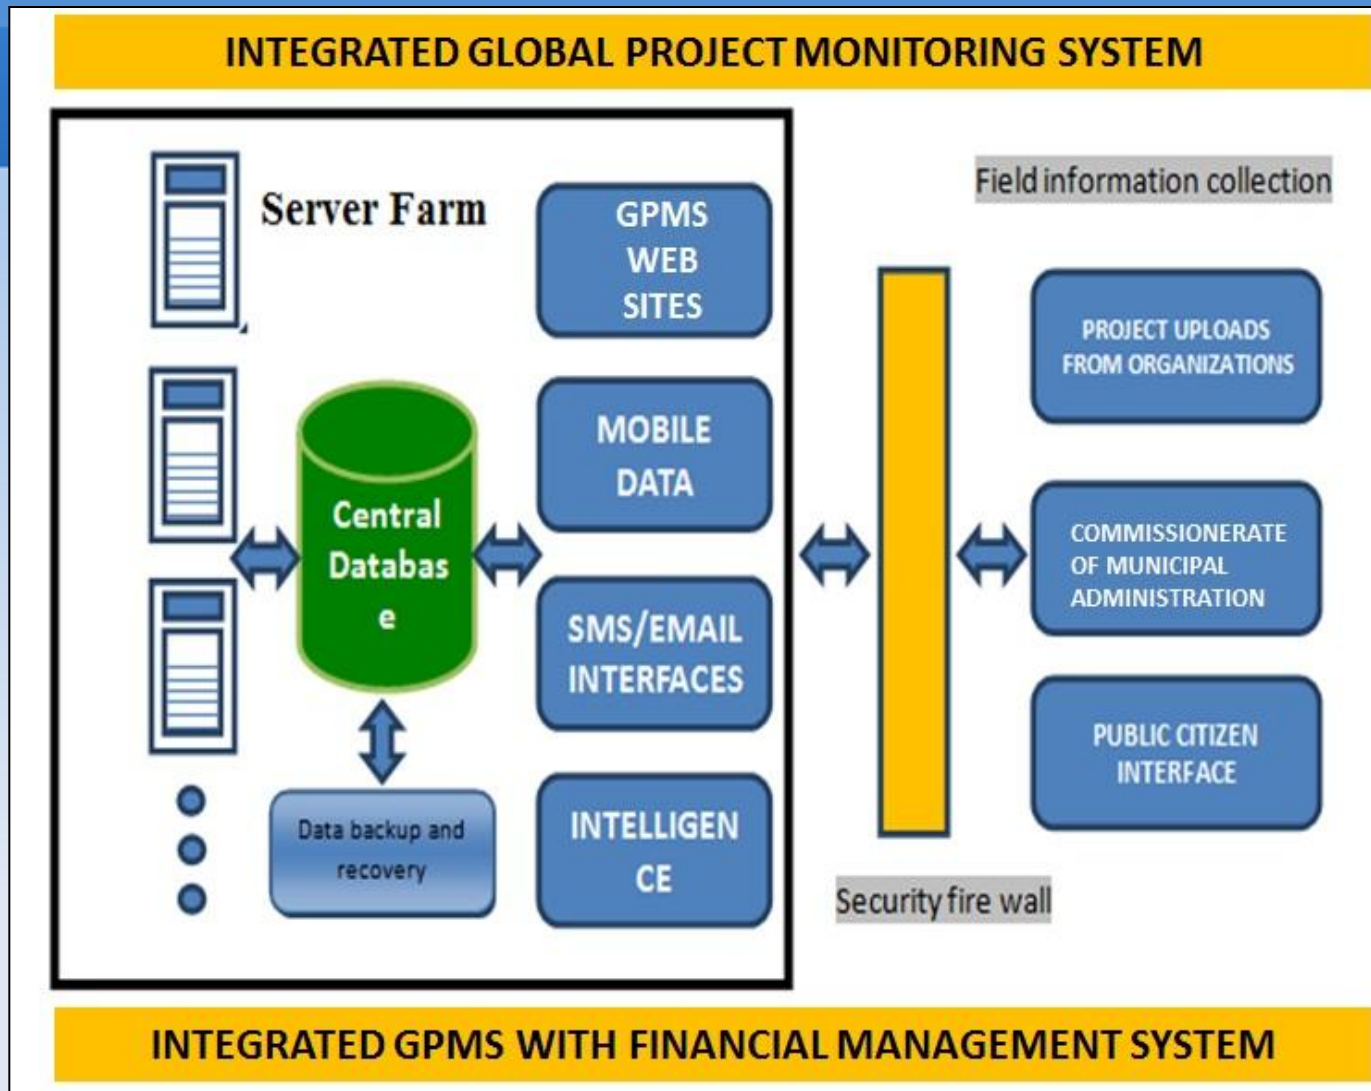 INTEGRATED GLOBAL PROJECT MONITORING SYSTEM
Server Farm
GPMS
WEB
SITES
MOBILE
DATA
Central
Databas
e
SMS/EMAIL
INTERFACES
Data backup and
recovery
INTELLIGEN
CE
Field information collection
PROJECT UPLOADS
FROM ORGANIZATIONS
COMMISSIONERATE
OF MUNICIPAL
ADMINISTRATION
PUBLIC CITIZEN
INTERFACE
Security fire wall
INTEGRATED GPMS WITH FINANCIAL MANAGEMENT SYSTEM